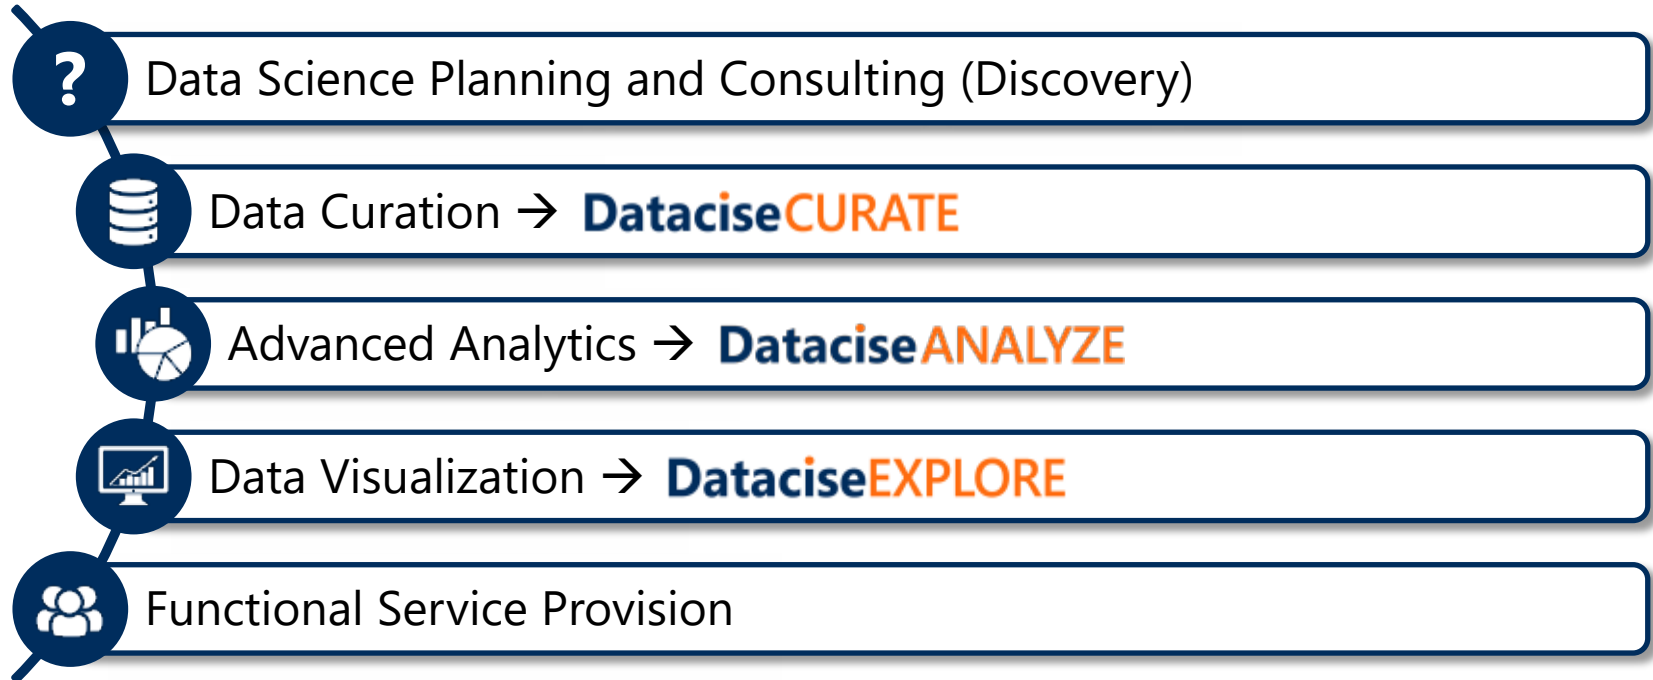 ?
Data Science Planning and Consulting (Discovery)
Data Curation → DataciseCURATE
Advanced Analytics → DataciseANALYZE
Data Visualization → DataciseEXPLORE
Functional Service Provision